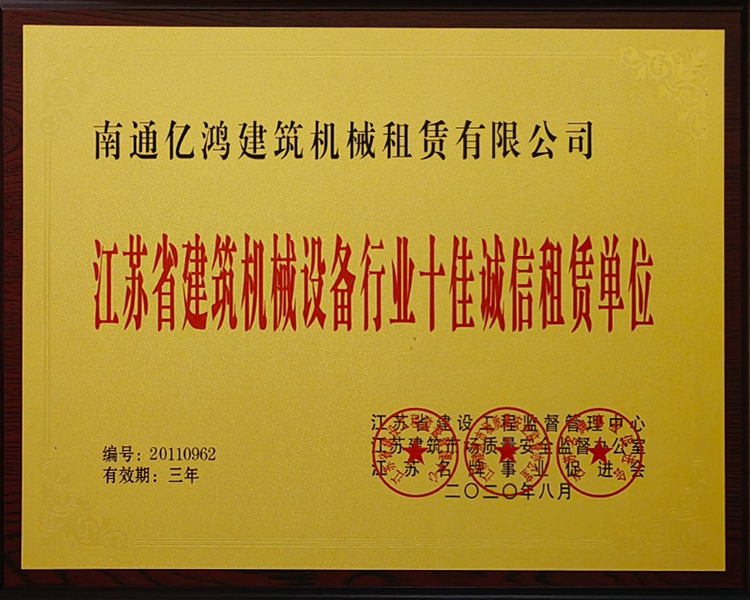 南通亿鸿建筑机械租赁有限公司
江苏省建筑机械设备行业十佳诚信租赁单位
编号：20110962
有效期：三年
江苏省建设工程监督管理中心
江苏建筑市场质量安全监督办公室
江苏名牌事业促进会
二〇二〇年八月